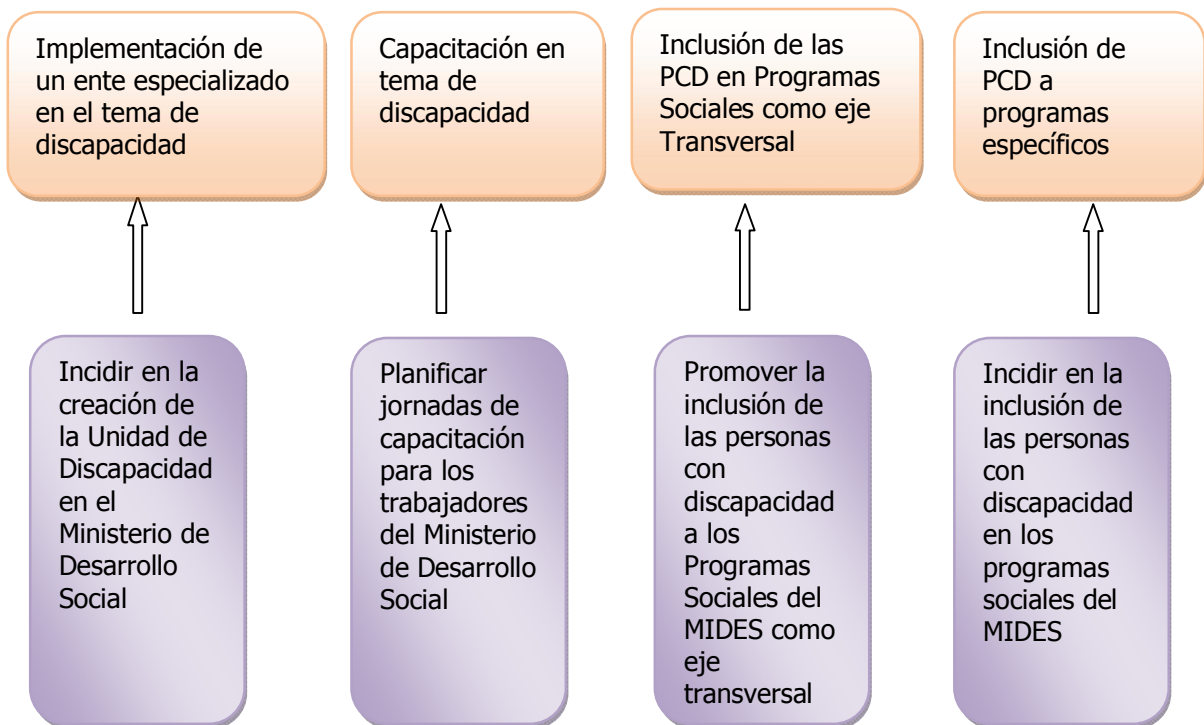 Implementación de
un ente especializado
en el tema de
discapacidad
Capacitación en
tema de
discapacidad
Inclusión de las
PCD en Programas
Sociales como eje
Transversal
Inclusión de
PCD a
programas
específicos
Incidir en la
creación de
la Unidad de
Discapacidad
en el
Ministerio de
Desarrollo
Social
Planificar
jornadas de
capacitación
para los
trabajadores
del Ministerio
de Desarrollo
Social
Promover la
inclusión de
las personas
con
discapacidad
a los
Programas
Sociales del
MIDES como
eje
transversal
Incidir en la
inclusión de
las personas
con
discapacidad
en los
programas
sociales del
MIDES